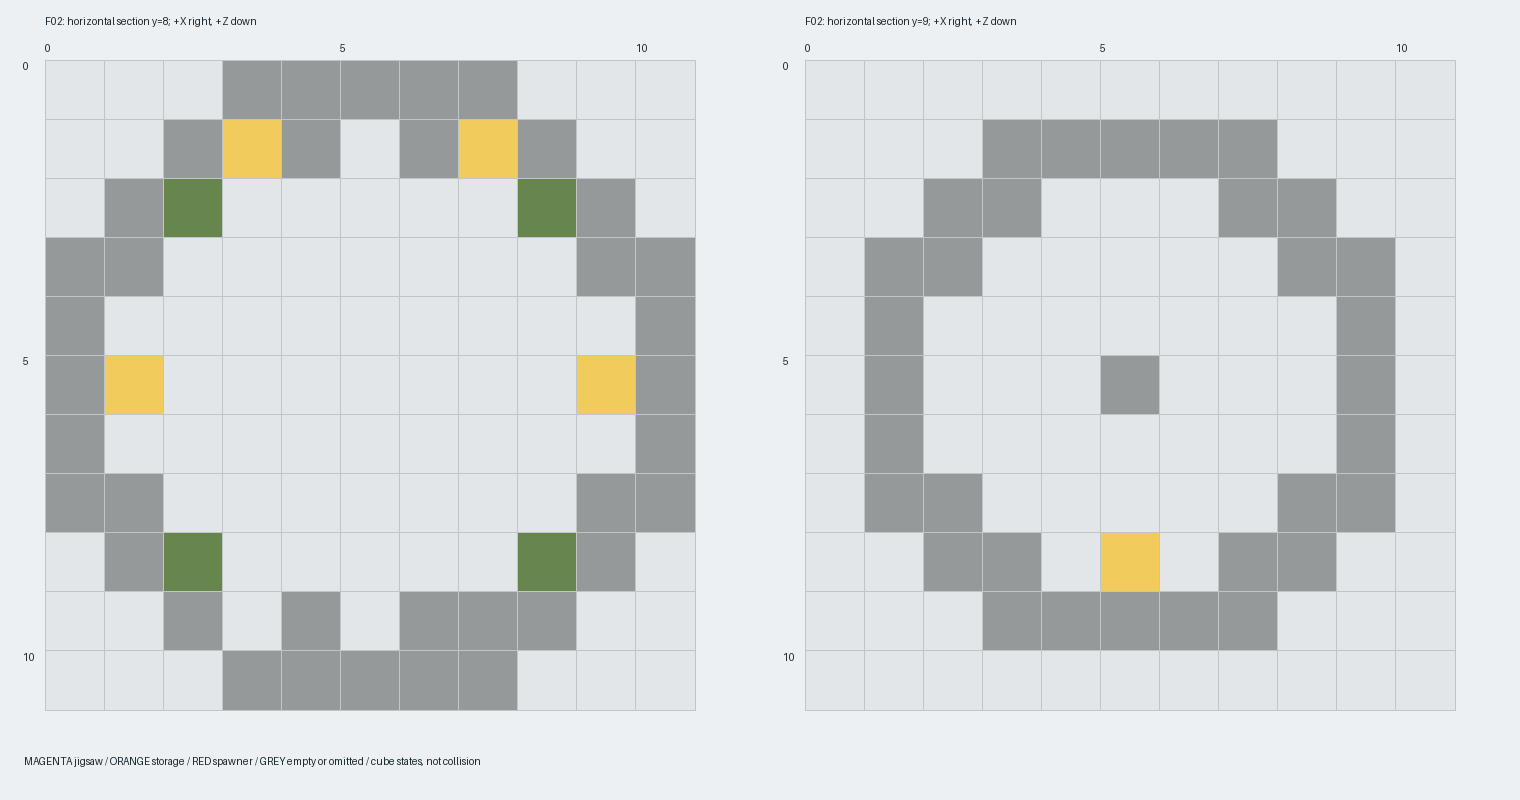 F02: horizontal section y=8; +X right, +Z down
F02: horizontal section y=9; +X right, +Z down
0 5 10
0 5 10
0
0
5
5
10
10
MAGENTA jigsaw / ORANGE storage / RED spawner / GREY empty or omitted / cube states, not collision